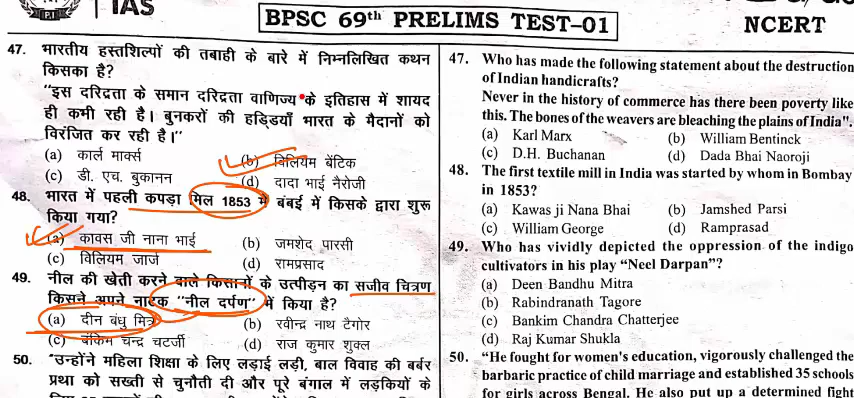 IAS
BPSC 69th PRELIMS TEST–01
NCERT
47. भारतीय हस्तशिल्पों की तबाही के बारे में निम्नलिखित कथन
किसका है?
“इस दरिद्रता के समान दरिद्रता वाणिज्य के इतिहास में शायद
ही कमी रही है। बुनकरों की हड्डियाँ भारत के मैदानों को
विरंजित कर रही है।”
(a) कार्ल मार्क्स
(b) विलियम बेंटिक
(c) डी. एच. बुकानन
(d) दादा भाई नैरोजी
48. भारत में पहली कपड़ा मिल 1853 में बंबई में किसके द्वारा शुरू
किया गया?
(a) कावस जी नाना भाई
(b) जमशेद पारसी
(c) विलियम जार्ज
(d) रामप्रसाद
49. नील की खेती करने वाले किसानों के उत्पीड़न का सजीव चित्रण
किसने अपने नाटक “नील दर्पण” में किया है?
(a) दीन बंधु मित्र
(b) रवीन्द्र नाथ टैगोर
(c) बंकिम चन्द्र चटर्जी
(d) राज कुमार शुक्ल
50. “उन्होंने महिला शिक्षा के लिए लड़ाई लड़ी, बाल विवाह की बर्बर
प्रथा को सख्ती से चुनौती दी और पूरे बंगाल में लड़कियों के
47. Who has made the following statement about the destruction
of Indian handicrafts?
Never in the history of commerce has there been poverty like
this. The bones of the weavers are bleaching the plains of India".
(a) Karl Marx
(b) William Bentinck
(c) D.H. Buchanan
(d) Dada Bhai Naoroji
48. The first textile mill in India was started by whom in Bombay
in 1853?
(a) Kawas ji Nana Bhai
(b) Jamshed Parsi
(c) William George
(d) Ramprasad
49. Who has vividly depicted the oppression of the indigo
cultivators in his play “Neel Darpan”?
(a) Deen Bandhu Mitra
(b) Rabindranath Tagore
(c) Bankim Chandra Chatterjee
(d) Raj Kumar Shukla
50. “He fought for women's education, vigorously challenged the
barbaric practice of child marriage and established 35 schools
for girls across Bengal. He also put up a determined fight